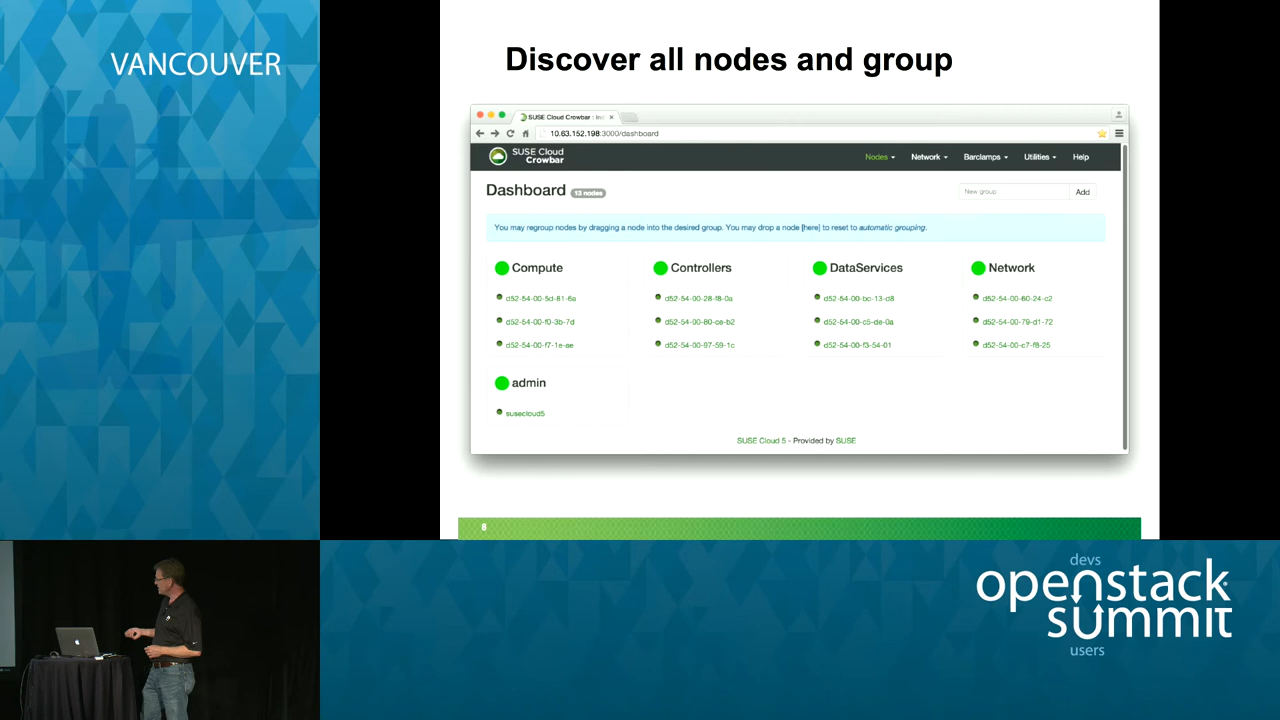 VANCOUVER
Discover all nodes and group
SUSE Cloud Crowbar : Ind
10.63.152.198:3000/dashboard
SUSE Cloud
Crowbar
Nodes Network Barclamps Utilities Help
Dashboard 13 nodes
New group Add
You may regroup nodes by dragging a node into the desired group. You may drop a node [here] to reset to automatic grouping.
Compute Controllers DataServices Network
d52-54-00-5d-81-6a d52-54-00-28-f8-0a d52-54-00-bc-13-d8 d52-54-00-60-24-c2
d52-54-00-f0-3b-7d d52-54-00-80-ce-b2 d52-54-00-c5-de-0a d52-54-00-79-d1-72
d52-54-00-f7-1e-ae d52-54-00-97-59-1c d52-54-00-f3-54-01 d52-54-00-c7-f8-25
admin
susecloud5
SUSE Cloud 5 - Provided by SUSE
8
devs
openstack
summit
users